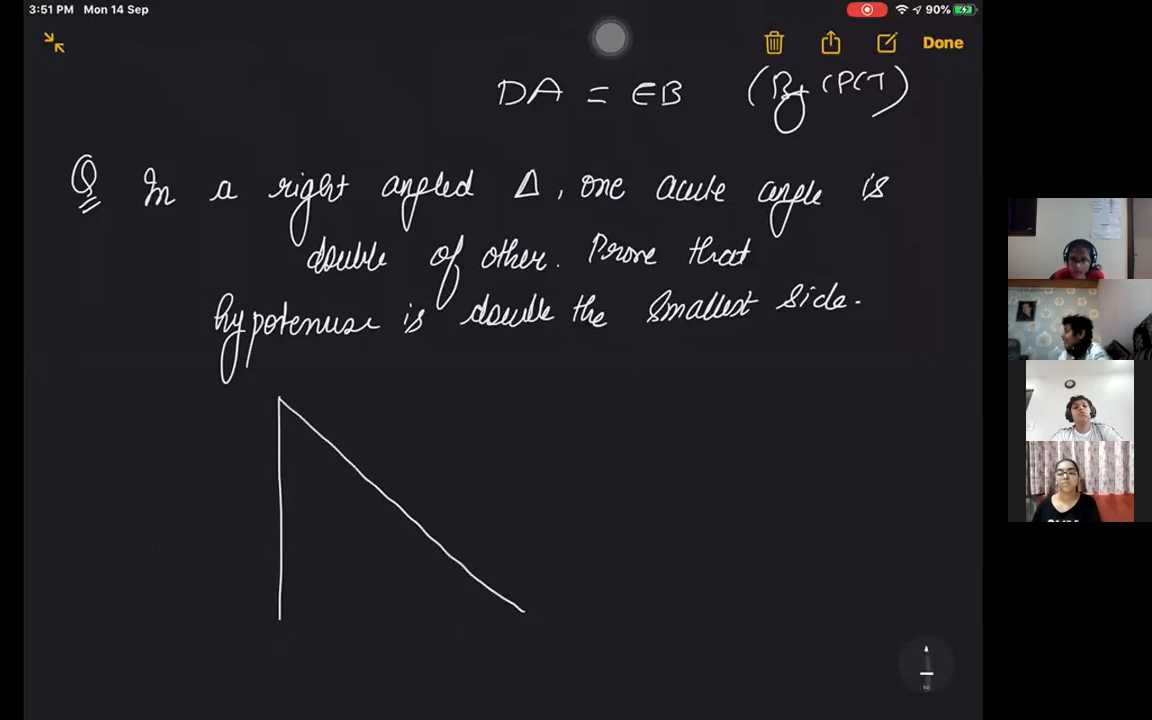 3:51 PM Mon 14 Sep
90%
Done
DA = EB (By CPCT)
Q In a right angled Δ, one acute angle is
double of other. Prove that
hypotenuse is double the smallest side.